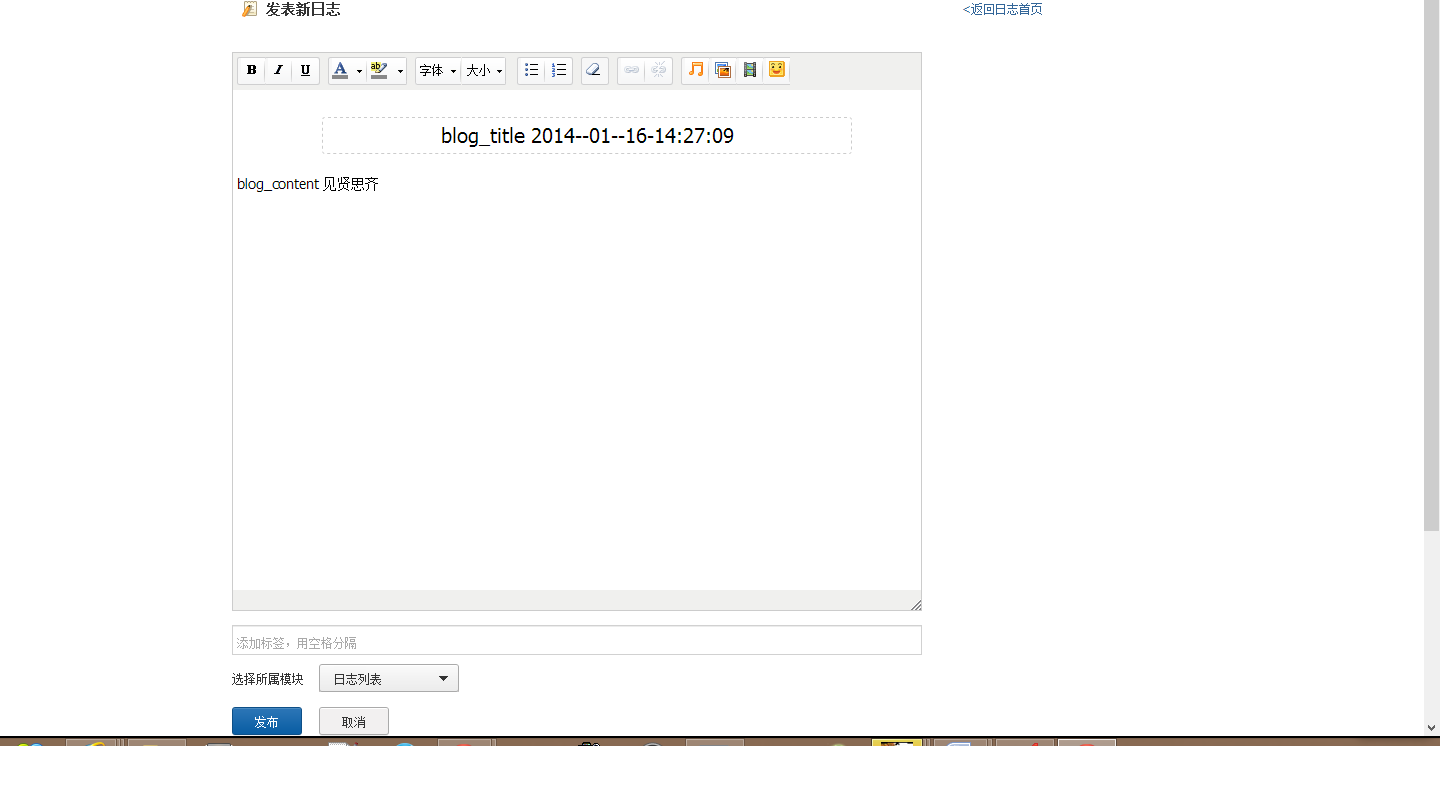 发表新日志
<返回日志首页
B I U A ab 字体 大小
blog_title 2014--01--16-14:27:09
blog_content 见贤思齐
添加标签，用空格分隔
选择所属模块 日志列表
发布 取消